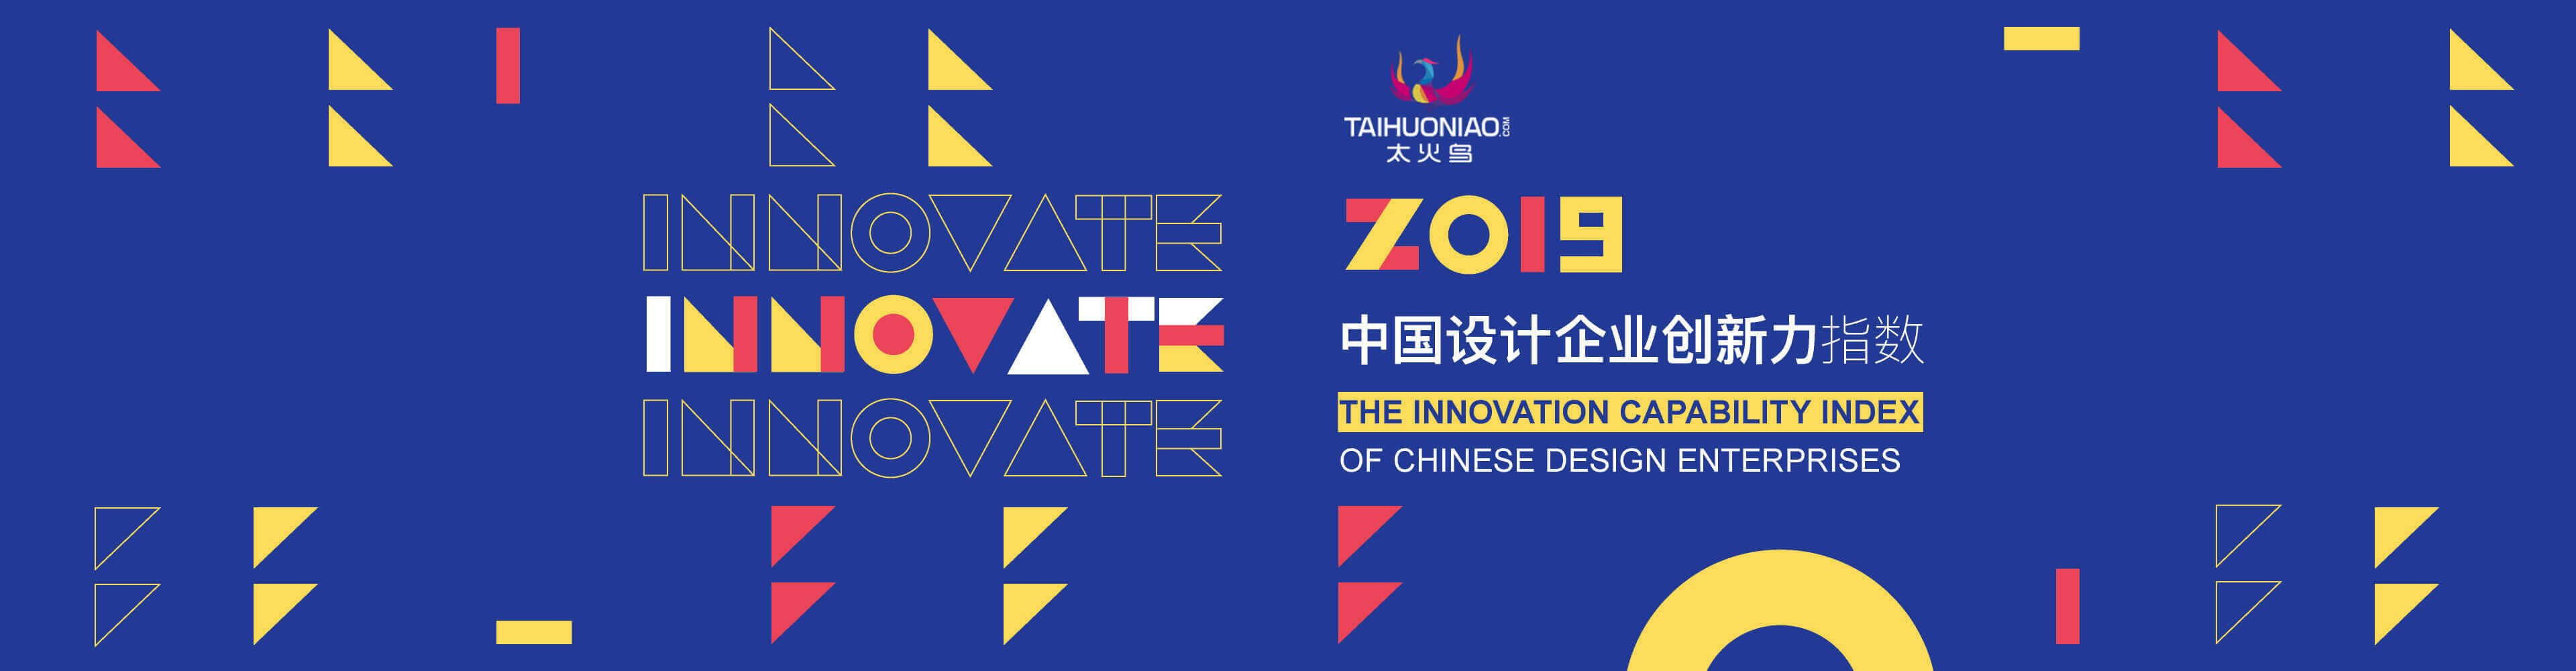 INNOVATE
INNOVATE
INNOVATE
TAIHUONIAO.COM
太火鸟
2019
中国设计企业创新力指数
THE INNOVATION CAPABILITY INDEX
OF CHINESE DESIGN ENTERPRISES